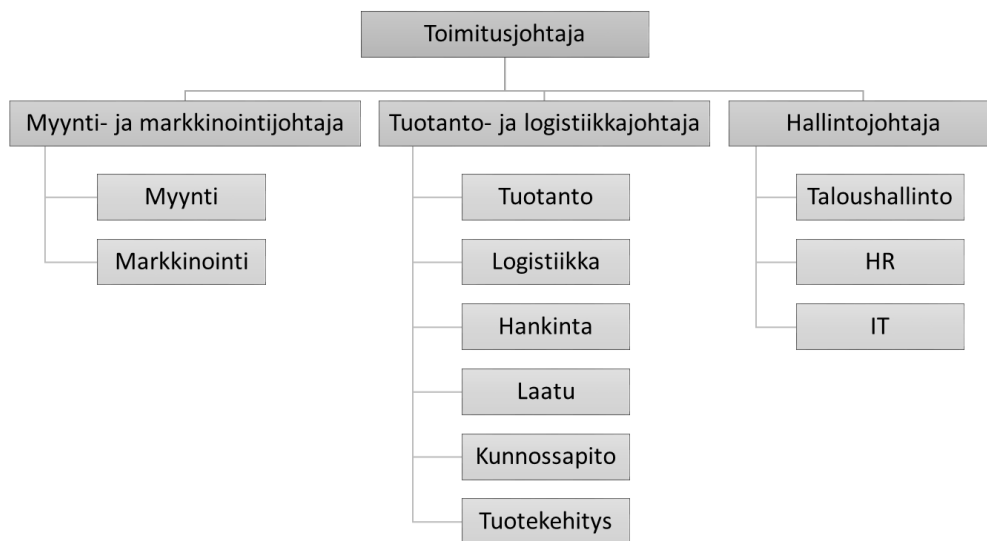 Toimitusjohtaja
Myynti- ja markkinointijohtaja
Myynti
Markkinointi
Tuotanto- ja logistiikkajohtaja
Tuotanto
Logistiikka
Hankinta
Laatu
Kunnossapito
Tuotekehitys
Hallintojohtaja
Taloushallinto
HR
IT